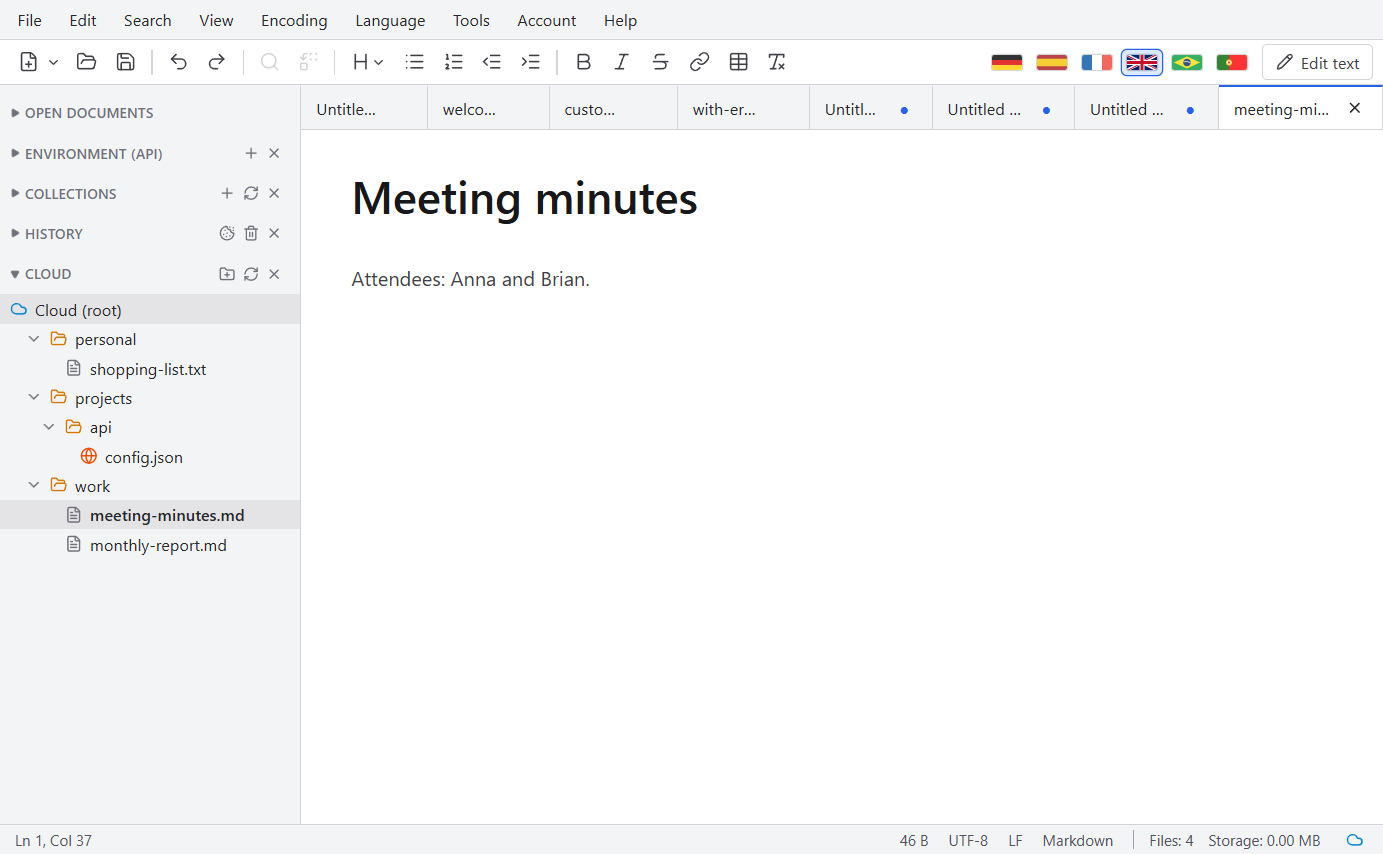 File Edit Search View Encoding Language Tools Account Help
H B I S Edit text
OPEN DOCUMENTS
ENVIRONMENT (API)
COLLECTIONS
HISTORY
CLOUD
Cloud (root)
personal
shopping-list.txt
projects
api
config.json
work
meeting-minutes.md
monthly-report.md
Untitle... welco... custo... with-er... Untitl... Untitled ... Untitled ... meeting-mi...
Meeting minutes
Attendees: Anna and Brian.
Ln 1, Col 37 46 B UTF-8 LF Markdown Files: 4 Storage: 0.00 MB